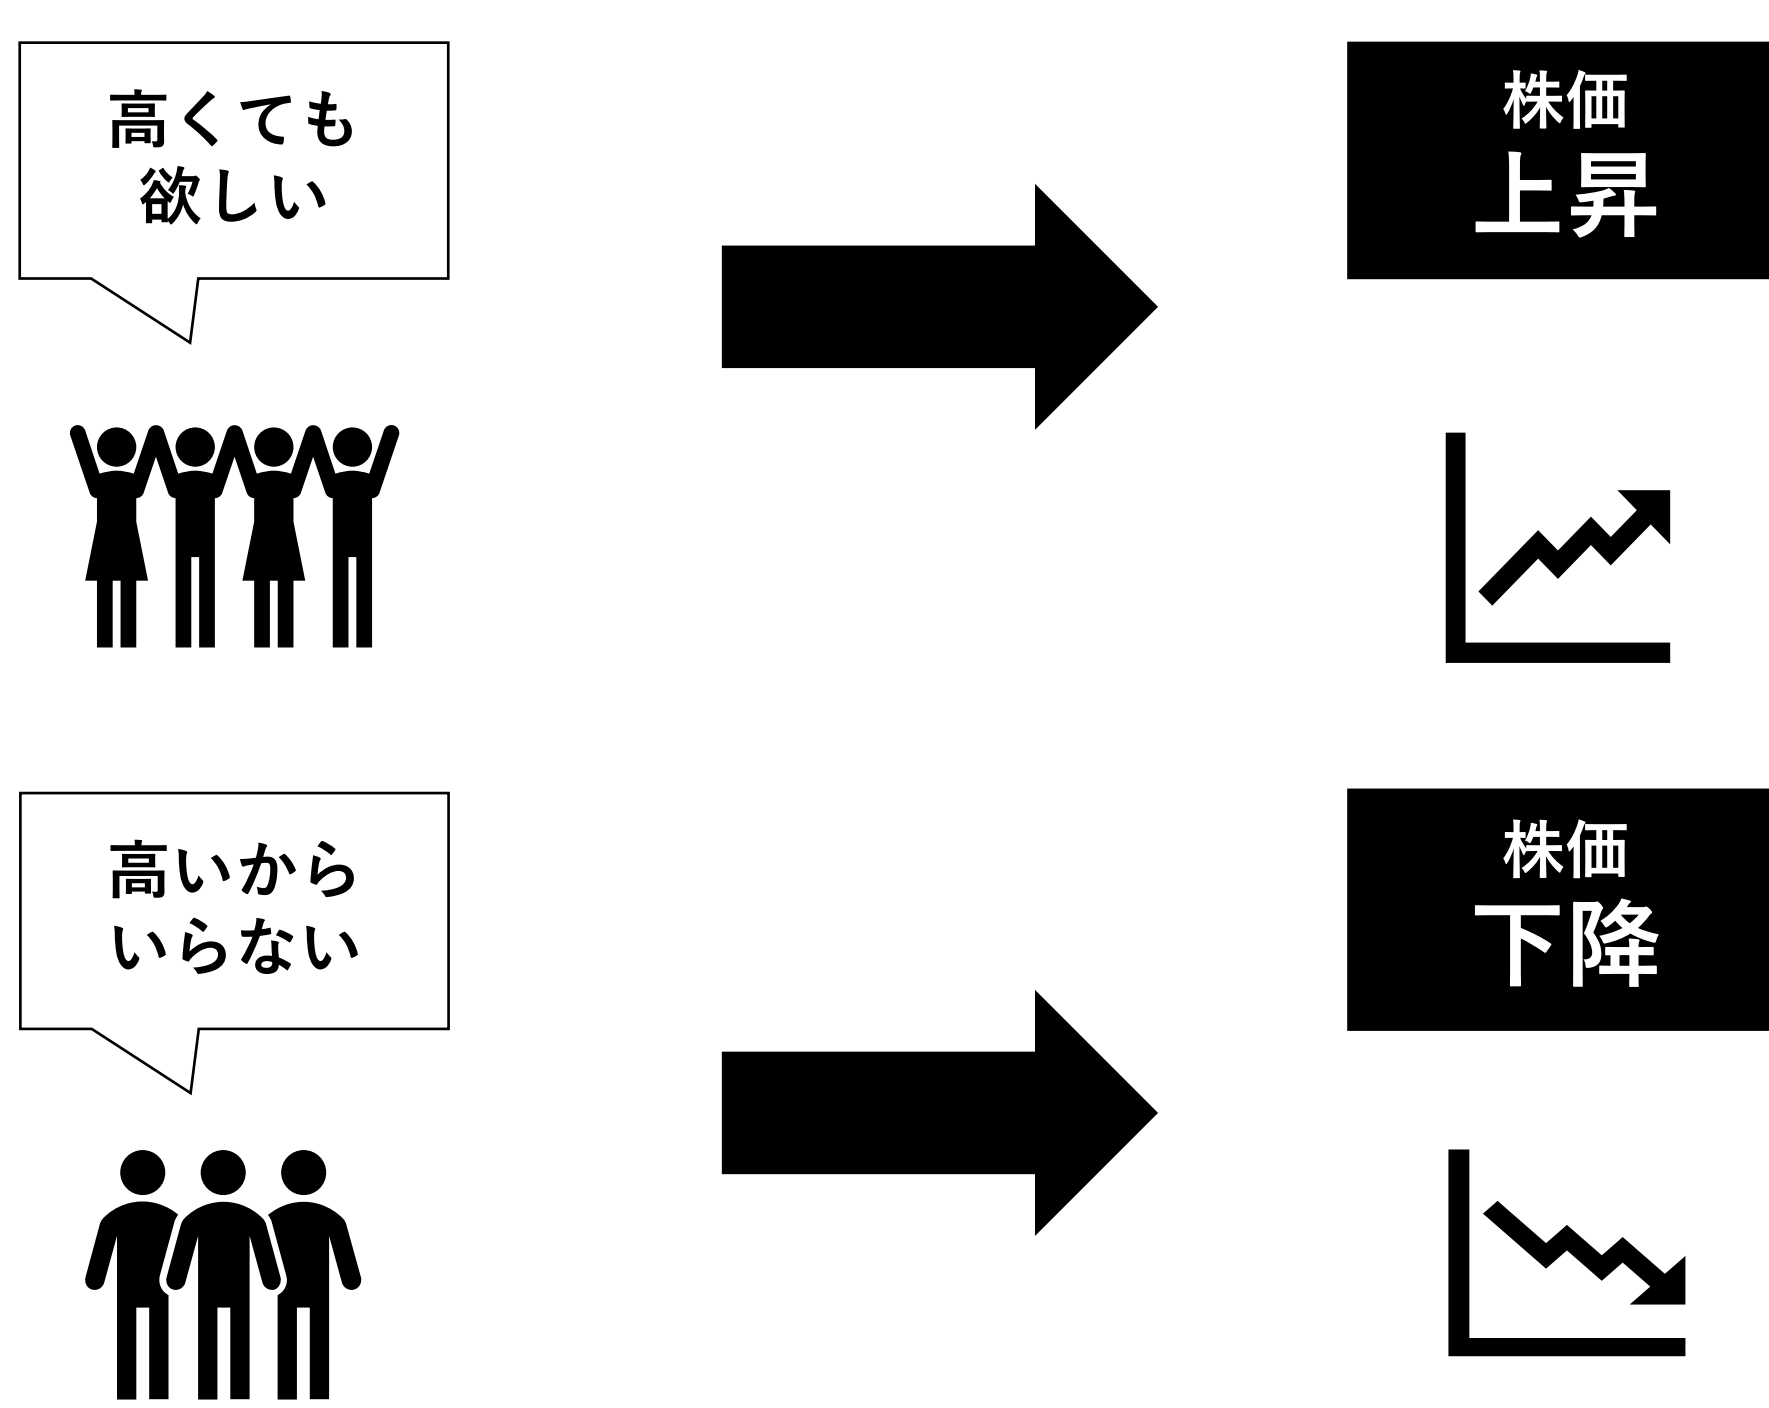 高くても
欲しい
株価
上昇
高いから
いらない
株価
下降